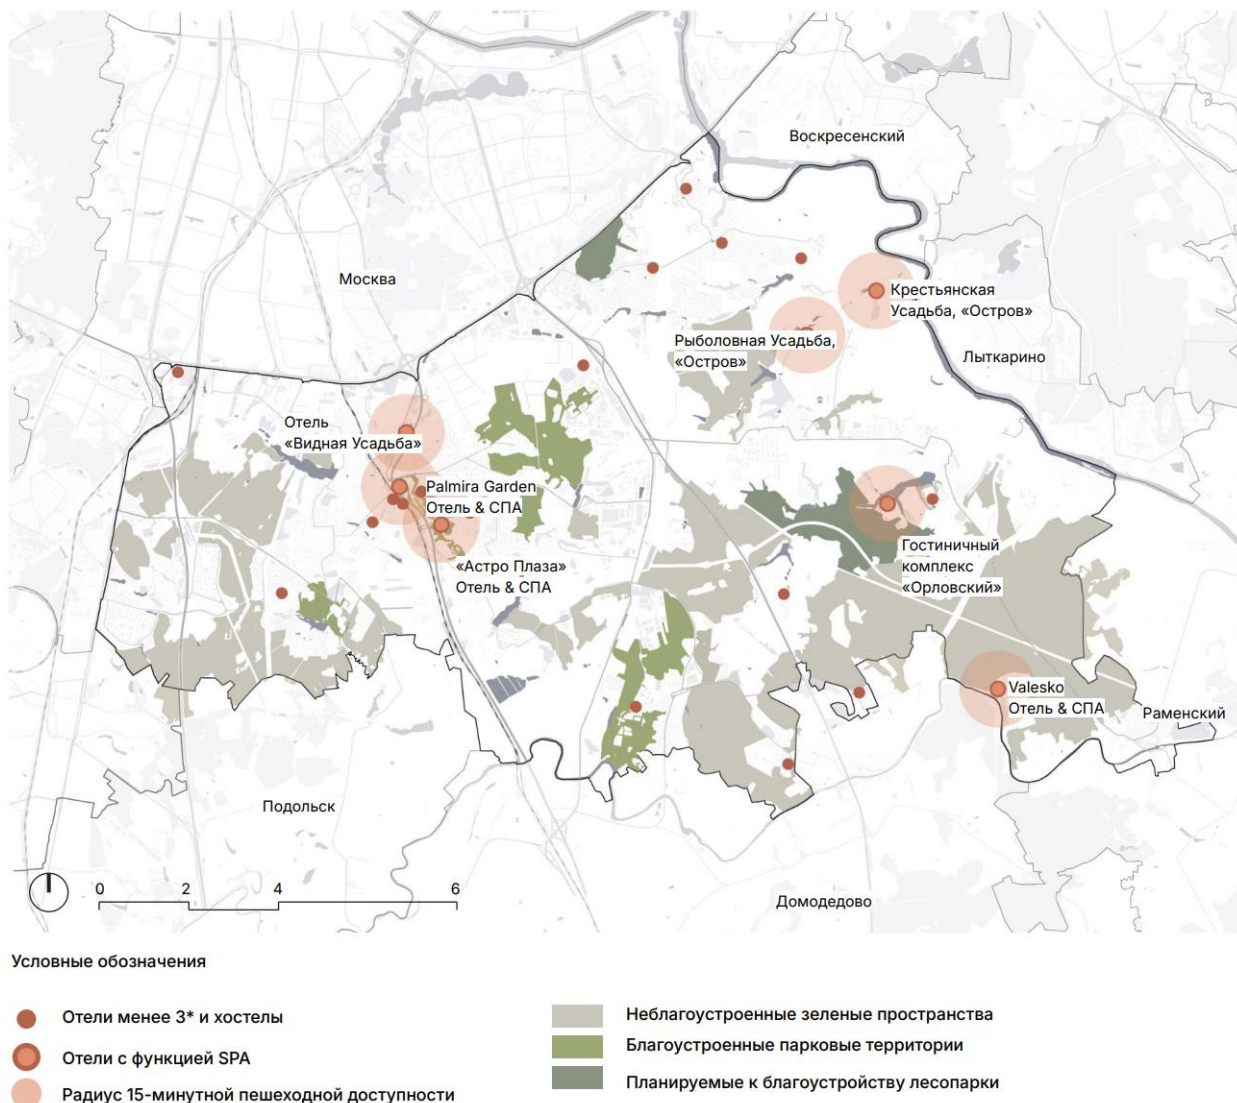 Воскресенский
Москва
Крестьянская
Усадьба, «Остров»
Рыболовная Усадьба,
«Остров»
Лыткарино
Отель
«Видная Усадьба»
Palmira Garden
Отель & СПА
«Астро Плаза»
Отель & СПА
Гостиничный
комплекс
«Орловский»
Valesko
Отель & СПА
Раменский
Подольск
Домодедово
0 2 4 6
Условные обозначения
Отели менее 3* и хостелы
Отели с функцией SPA
Радиус 15-минутной пешеходной доступности
Неблагоустроенные зеленые пространства
Благоустроенные парковые территории
Планируемые к благоустройству лесопарки